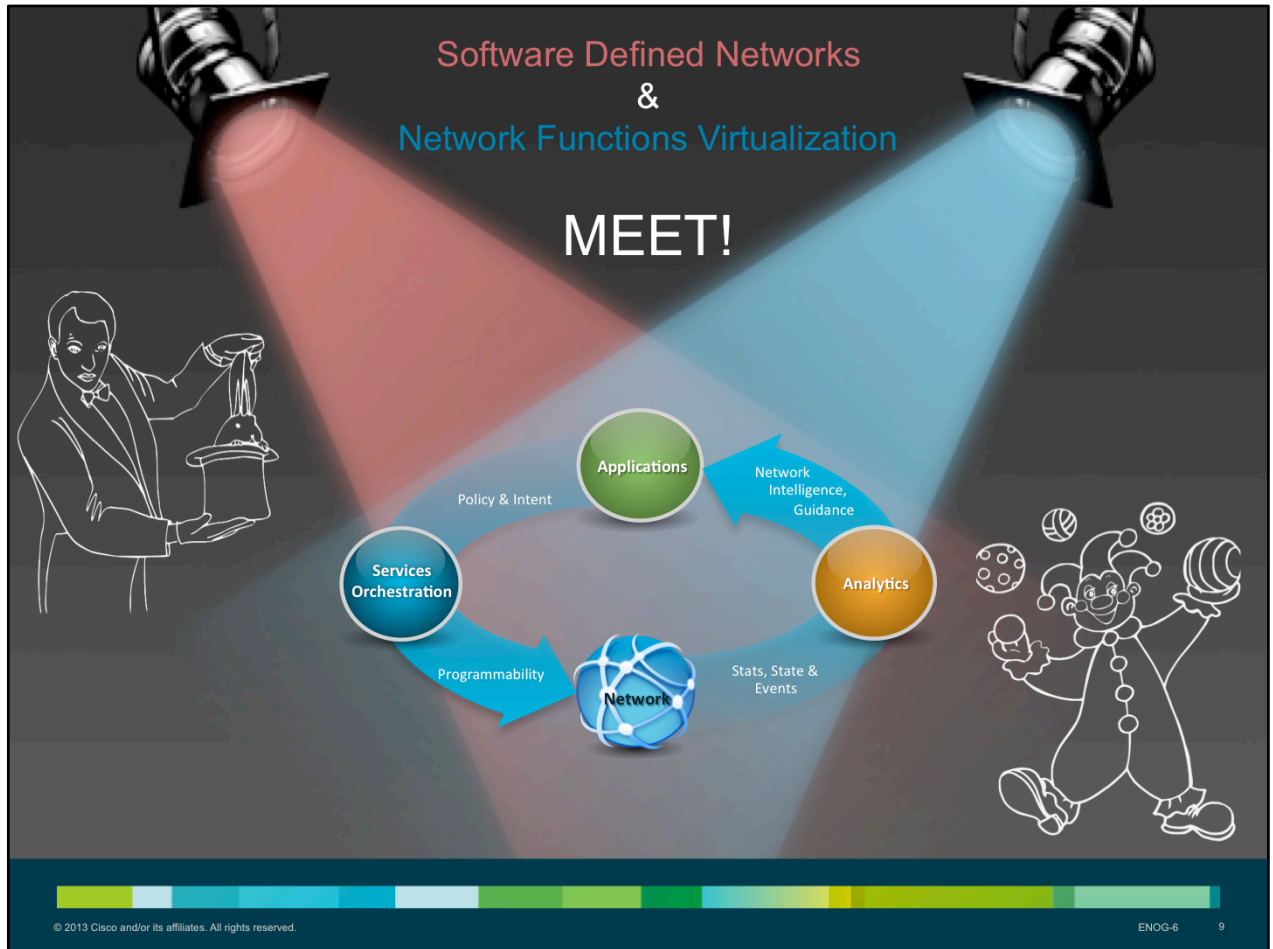 Software Defined Networks
&
Network Functions Virtualization
MEET!
Applications
Policy & Intent
Network
Intelligence,
Guidance
Services
Orchestration
Analytics
Programmability
Network
Stats, State &
Events
© 2013 Cisco and/or its affiliates. All rights reserved.
ENOG-6
9